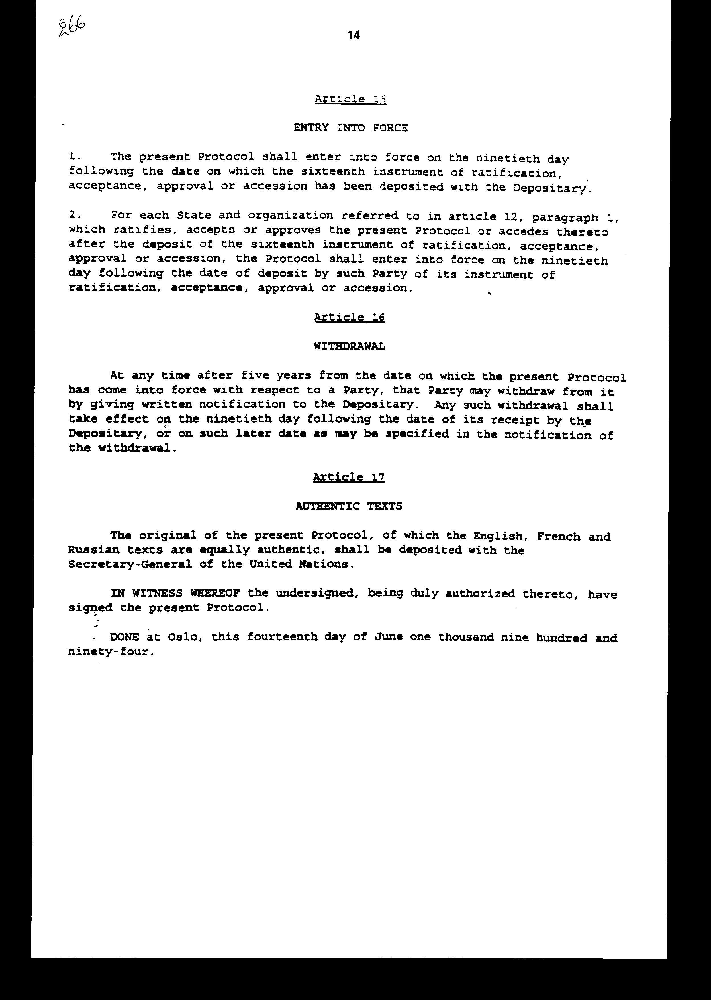 266
14
Article 15
ENTRY INTO FORCE
1. The present Protocol shall enter into force on the ninetieth day
following the date on which the sixteenth instrument of ratification,
acceptance, approval or accession has been deposited with the Depositary.
2. For each State and organization referred to in article 12, paragraph 1,
which ratifies, accepts or approves the present Protocol or accedes thereto
after the deposit of the sixteenth instrument of ratification, acceptance,
approval or accession, the Protocol shall enter into force on the ninetieth
day following the date of deposit by such Party of its instrument of
ratification, acceptance, approval or accession.
Article 16
WITHDRAWAL
At any time after five years from the date on which the present Protocol
has come into force with respect to a Party, that Party may withdraw from it
by giving written notification to the Depositary. Any such withdrawal shall
take effect on the ninetieth day following the date of its receipt by the
Depositary, or on such later date as may be specified in the notification of
the withdrawal.
Article 17
AUTHENTIC TEXTS
The original of the present Protocol, of which the English, French and
Russian texts are equally authentic, shall be deposited with the
Secretary-General of the United Nations.
IN WITNESS WHEREOF the undersigned, being duly authorized thereto, have
signed the present Protocol.
DONE at Oslo, this fourteenth day of June one thousand nine hundred and
ninety-four.